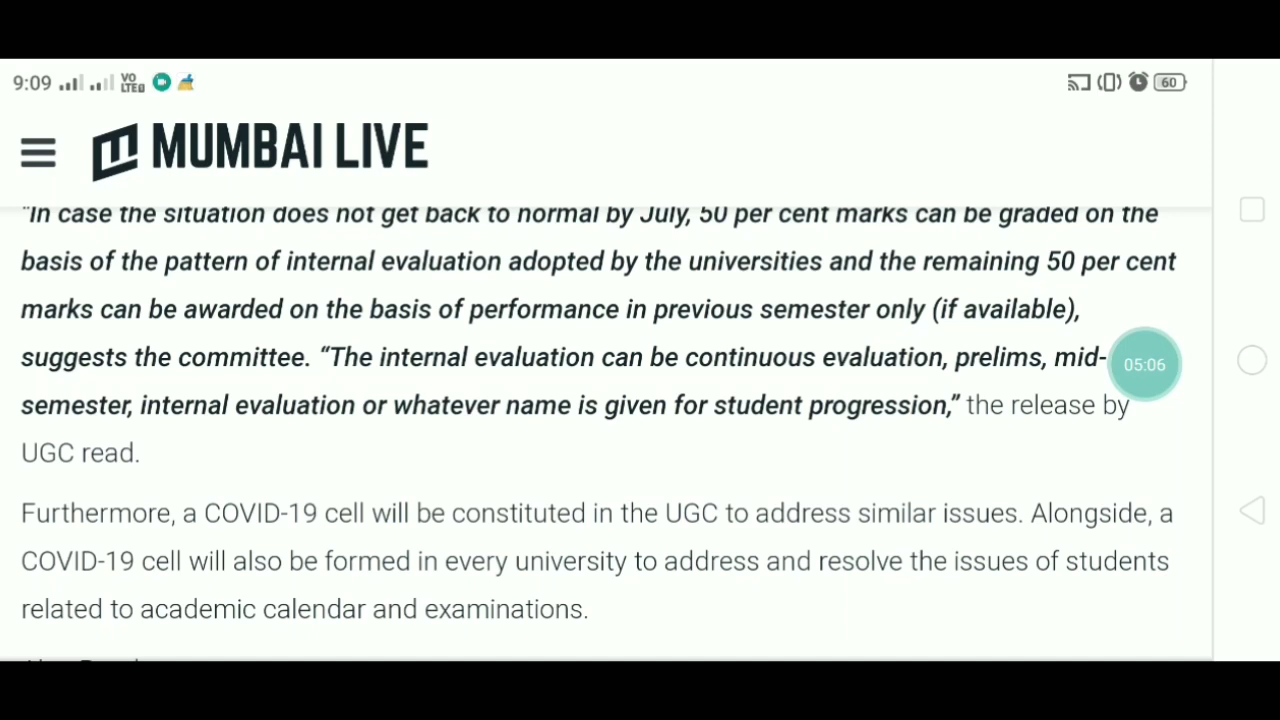 9:09 VO LTE 60
MUMBAI LIVE
"In case the situation does not get back to normal by July, 50 per cent marks can be graded on the
basis of the pattern of internal evaluation adopted by the universities and the remaining 50 per cent
marks can be awarded on the basis of performance in previous semester only (if available),
suggests the committee. “The internal evaluation can be continuous evaluation, prelims, mid-
05:06
semester, internal evaluation or whatever name is given for student progression,” the release by
UGC read.
Furthermore, a COVID-19 cell will be constituted in the UGC to address similar issues. Alongside, a
COVID-19 cell will also be formed in every university to address and resolve the issues of students
related to academic calendar and examinations.